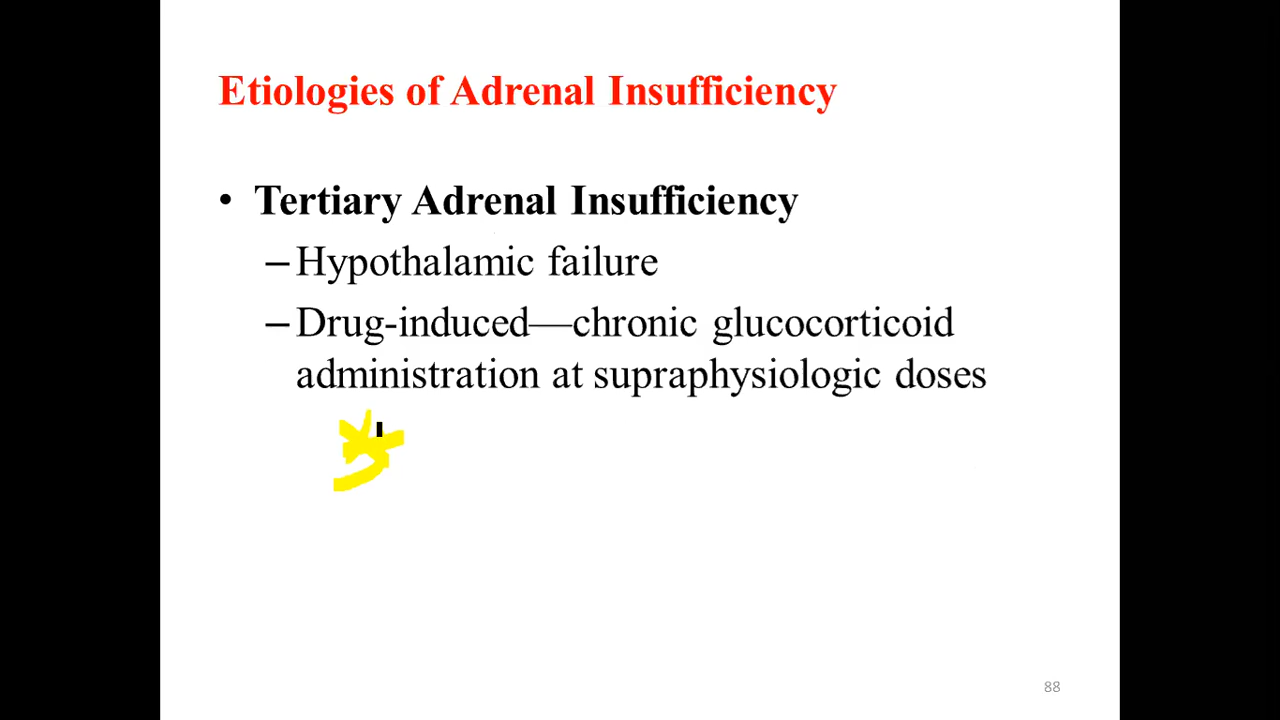 Etiologies of Adrenal Insufficiency
• Tertiary Adrenal Insufficiency
– Hypothalamic failure
– Drug-induced—chronic glucocorticoid
administration at supraphysiologic doses
88